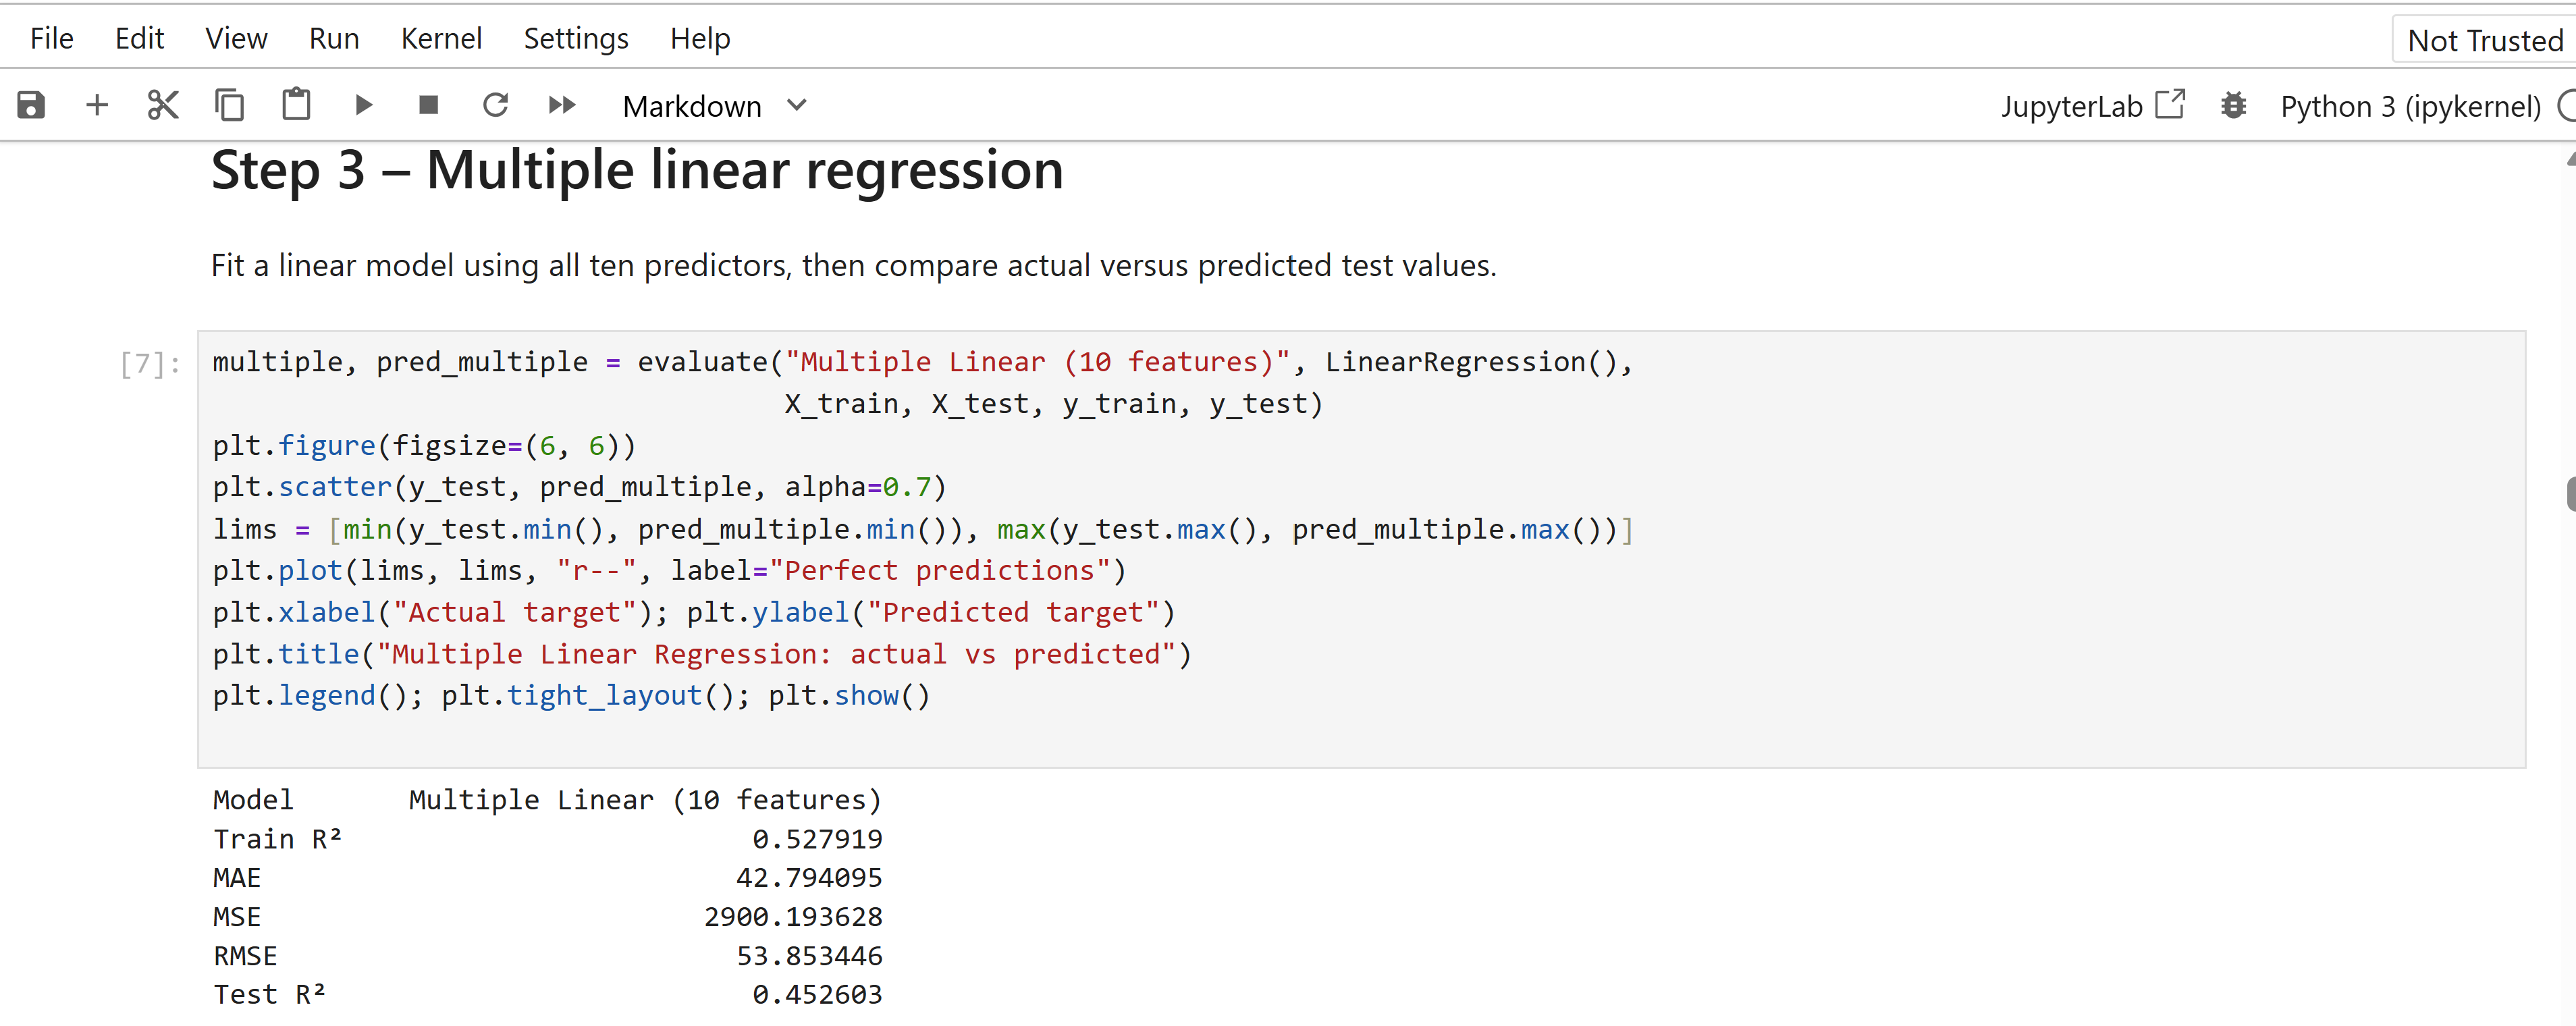 File Edit View Run Kernel Settings Help Not Trusted
Markdown JupyterLab Python 3 (ipykernel)
Step 3 – Multiple linear regression
Fit a linear model using all ten predictors, then compare actual versus predicted test values.
[7]: multiple, pred_multiple = evaluate("Multiple Linear (10 features)", LinearRegression(),
                                   X_train, X_test, y_train, y_test)
plt.figure(figsize=(6, 6))
plt.scatter(y_test, pred_multiple, alpha=0.7)
lims = [min(y_test.min(), pred_multiple.min()), max(y_test.max(), pred_multiple.max())]
plt.plot(lims, lims, "r--", label="Perfect predictions")
plt.xlabel("Actual target"); plt.ylabel("Predicted target")
plt.title("Multiple Linear Regression: actual vs predicted")
plt.legend(); plt.tight_layout(); plt.show()
Model       Multiple Linear (10 features)
Train R²                         0.527919
MAE                             42.794095
MSE                           2900.193628
RMSE                            53.853446
Test R²                          0.452603